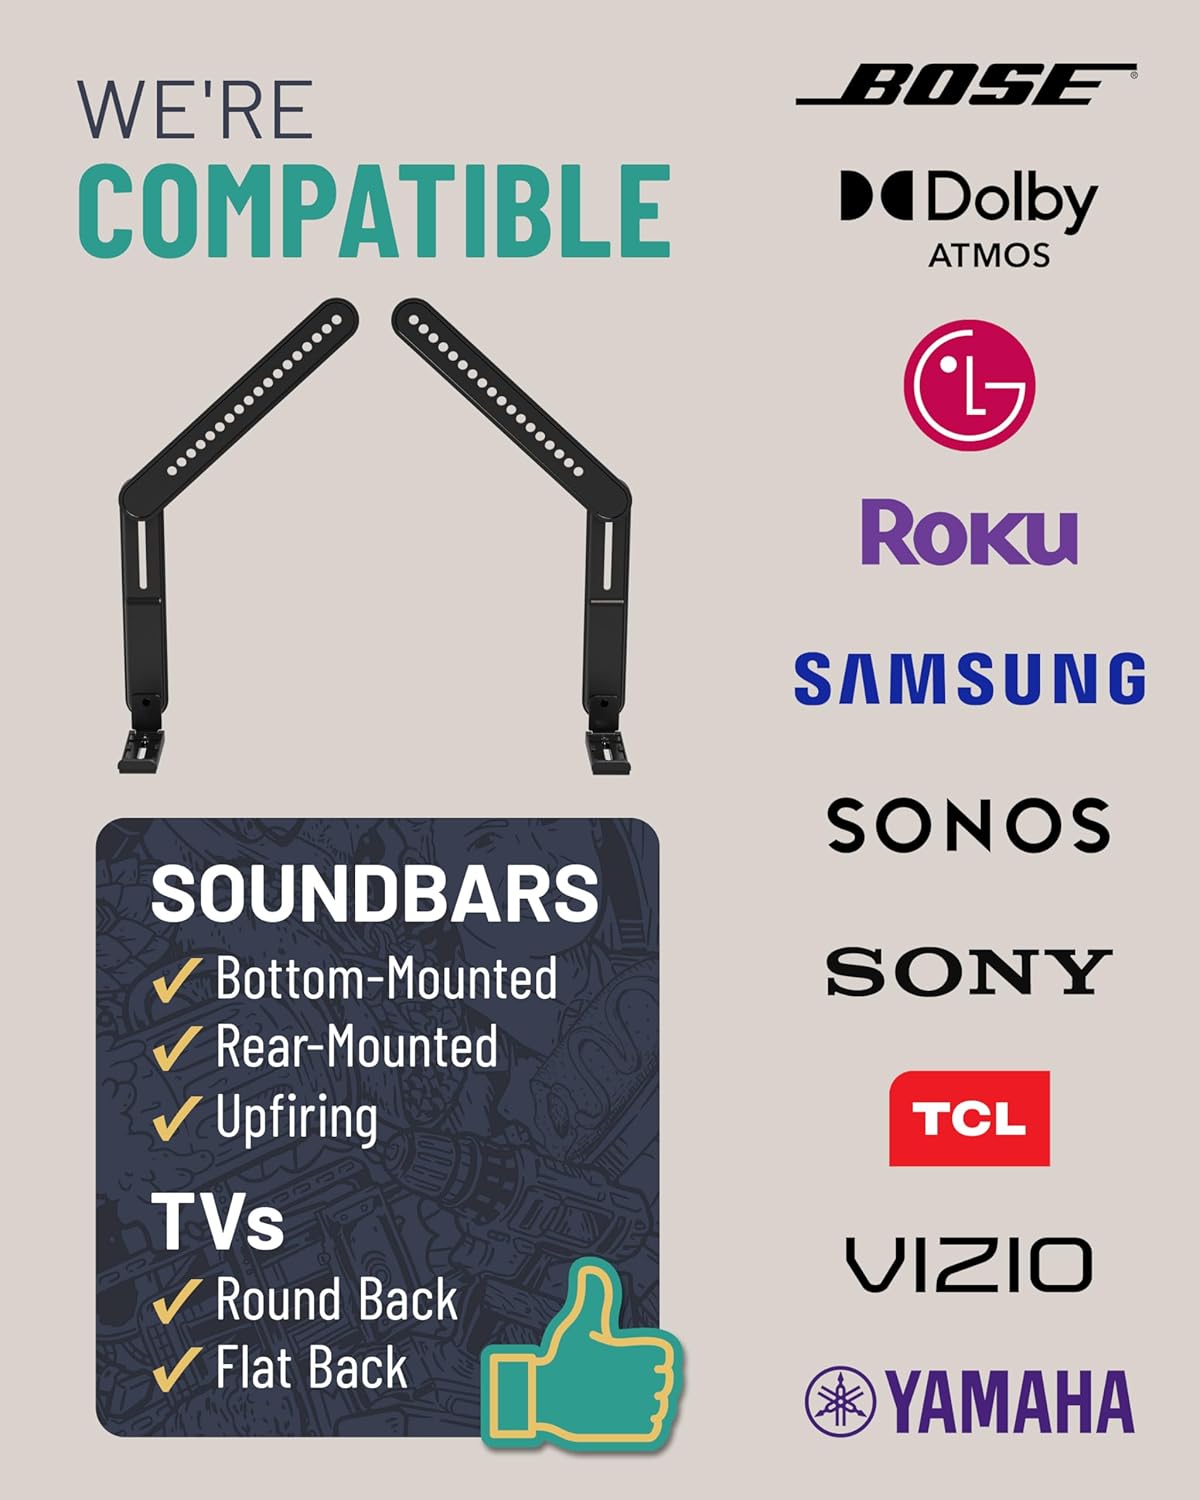 WE'RE
COMPATIBLE
SOUNDBARS
Bottom-Mounted
Rear-Mounted
Upfiring
TVs
Round Back
Flat Back
BOSE®
Dolby
ATMOS
LG
ROKU
SAMSUNG
SONOS
SONY
TCL
VIZIO
YAMAHA